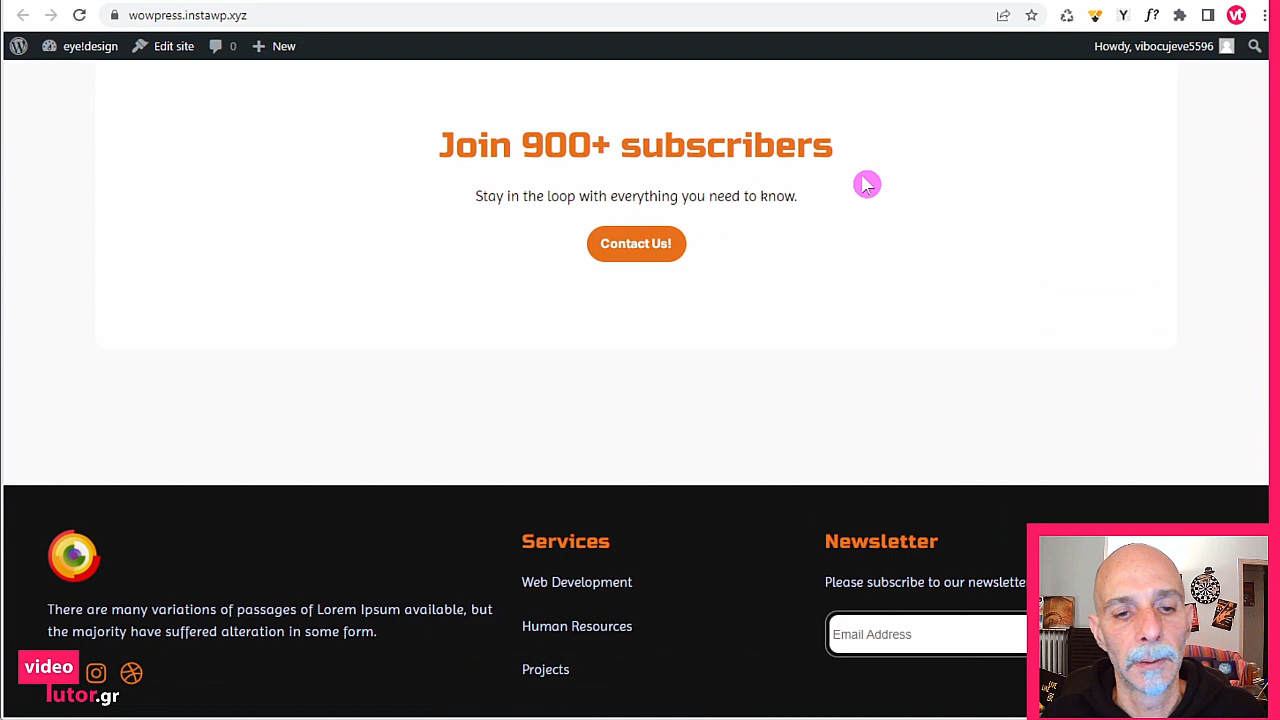 wowpress.instawp.xyz
eye!design
Edit site
0
New
Howdy, vibocujeve5596
Join 900+ subscribers
Stay in the loop with everything you need to know.
Contact Us!
There are many variations of passages of Lorem Ipsum available, but
the majority have suffered alteration in some form.
Services
Web Development
Human Resources
Projects
Newsletter
Please subscribe to our newslette
Email Address
video
lutor.gr
Y
f?
vt